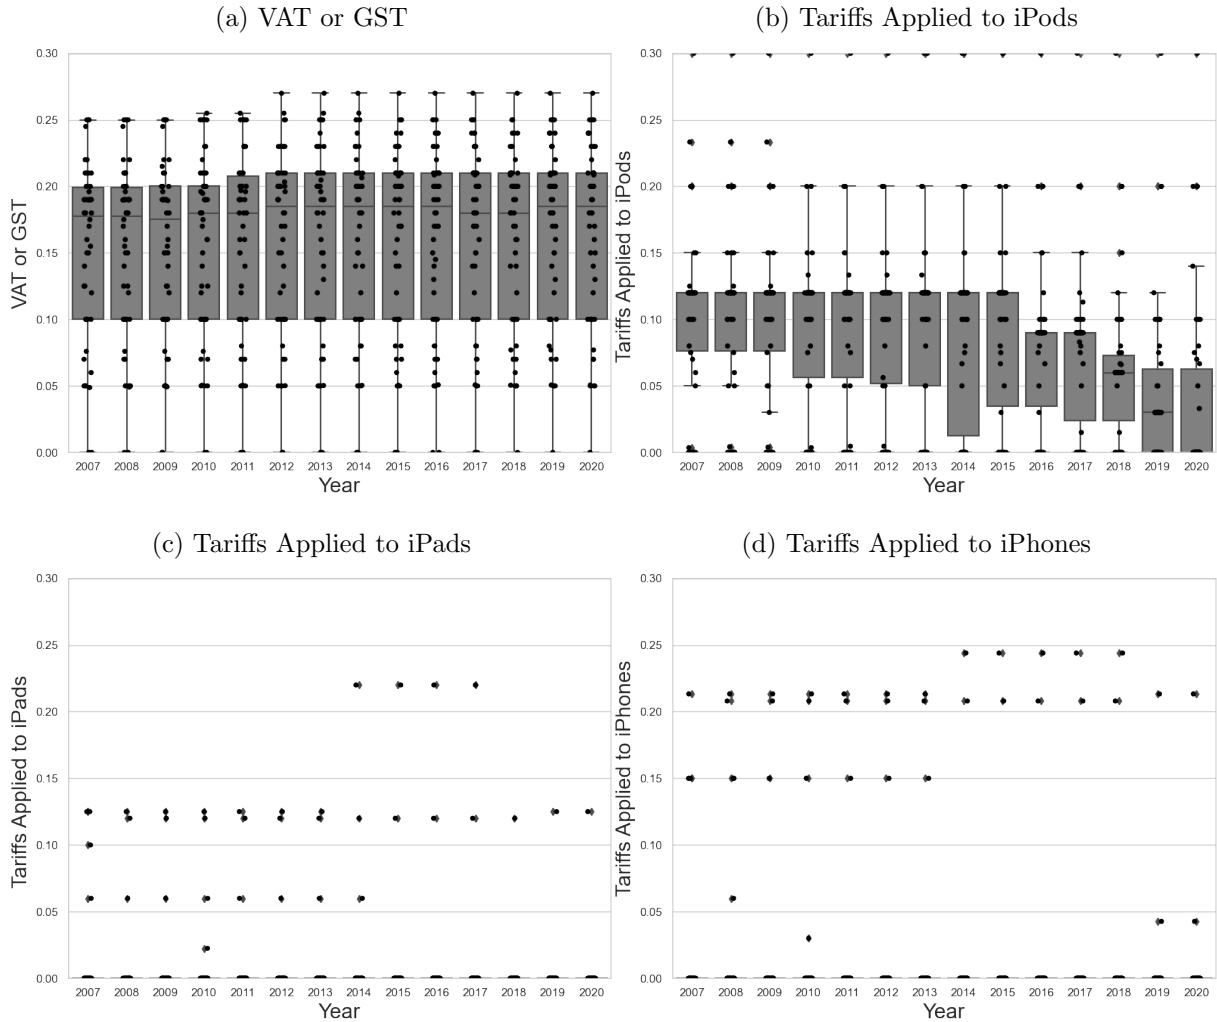 (a) VAT or GST
0.30
0.25
0.20
0.15
0.10
0.05
0.00
VAT or GST
2007 2008 2009 2010 2011 2012 2013 2014 2015 2016 2017 2018 2019 2020
Year
(b) Tariffs Applied to iPods
0.30
0.25
0.20
0.15
0.10
0.05
0.00
Tariffs Applied to iPods
2007 2008 2009 2010 2011 2012 2013 2014 2015 2016 2017 2018 2019 2020
Year
(c) Tariffs Applied to iPads
0.30
0.25
0.20
0.15
0.10
0.05
0.00
Tariffs Applied to iPads
2007 2008 2009 2010 2011 2012 2013 2014 2015 2016 2017 2018 2019 2020
Year
(d) Tariffs Applied to iPhones
0.30
0.25
0.20
0.15
0.10
0.05
0.00
Tariffs Applied to iPhones
2007 2008 2009 2010 2011 2012 2013 2014 2015 2016 2017 2018 2019 2020
Year